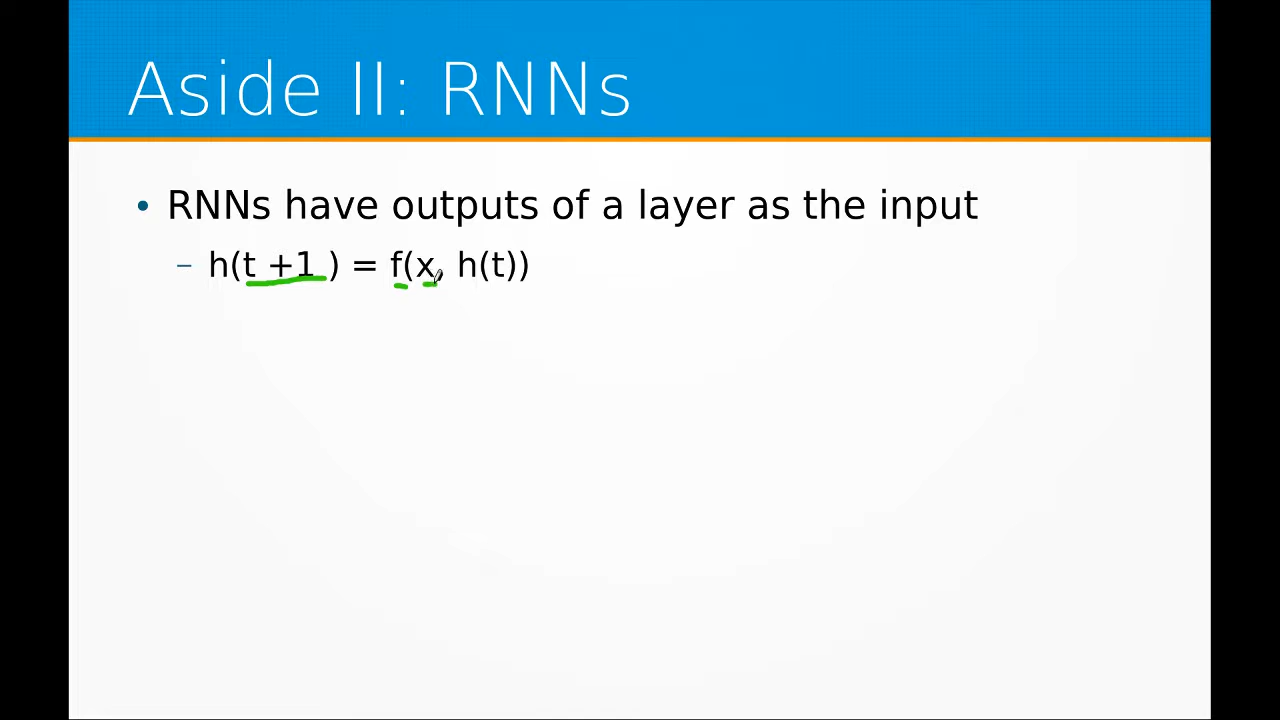 Aside II: RNNs
• RNNs have outputs of a layer as the input
– h(t +1 ) = f(x, h(t))